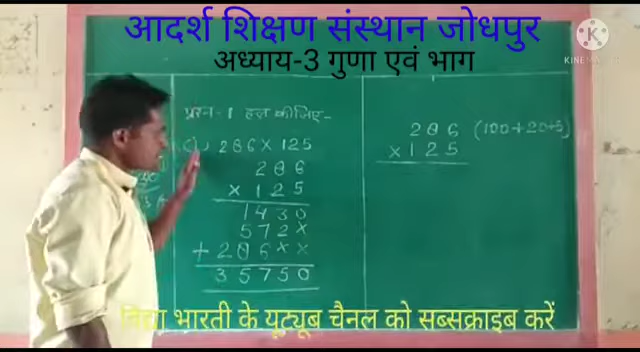 आदर्श शिक्षण संस्थान जोधपुर
अध्याय-3 गुणा एवं भाग
KINEMA
प्रश्न-1 हल कीजिए-
286 × 125
286
× 125
1430
572×
+ 286××
35750
286 (100+20+5)
×125
विद्या भारती के यूट्यूब चैनल को सब्सक्राइब करें